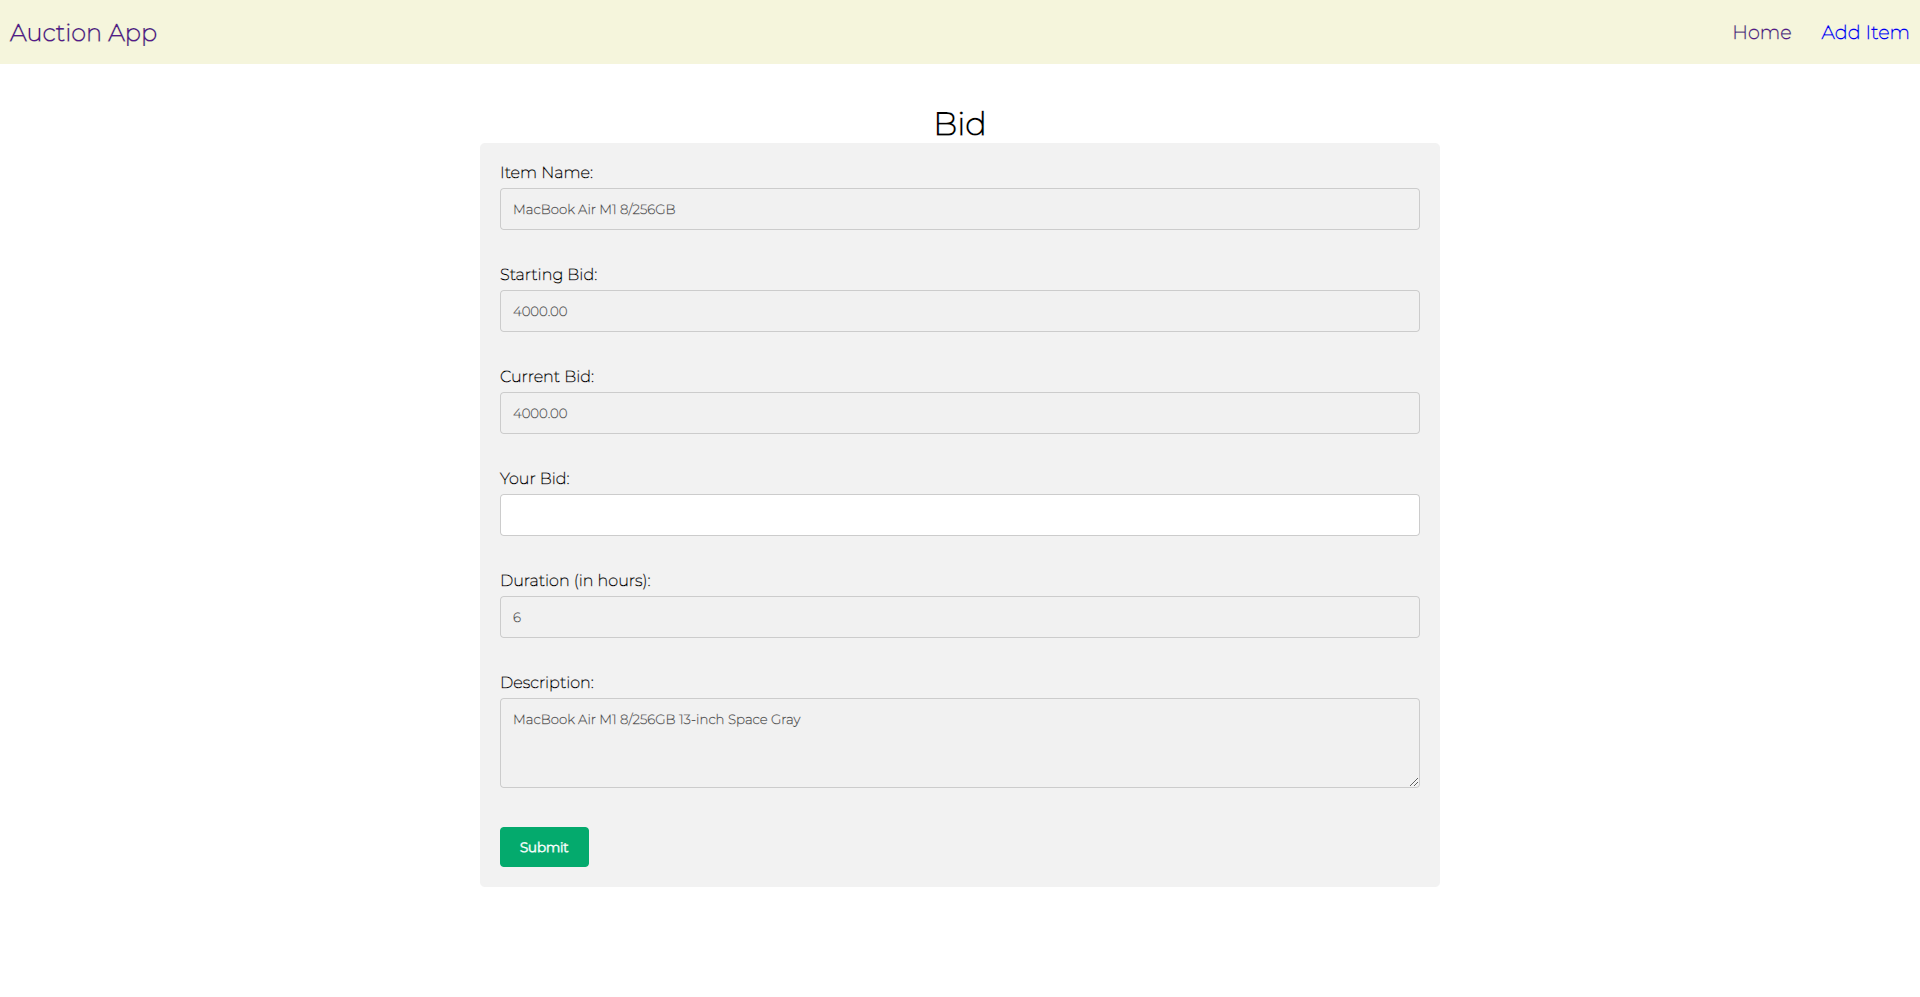 Auction App
Home
Add Item
Bid
Item Name:
MacBook Air M1 8/256GB
Starting Bid:
4000.00
Current Bid:
4000.00
Your Bid:
Duration (in hours):
6
Description:
MacBook Air M1 8/256GB 13-inch Space Gray
Submit